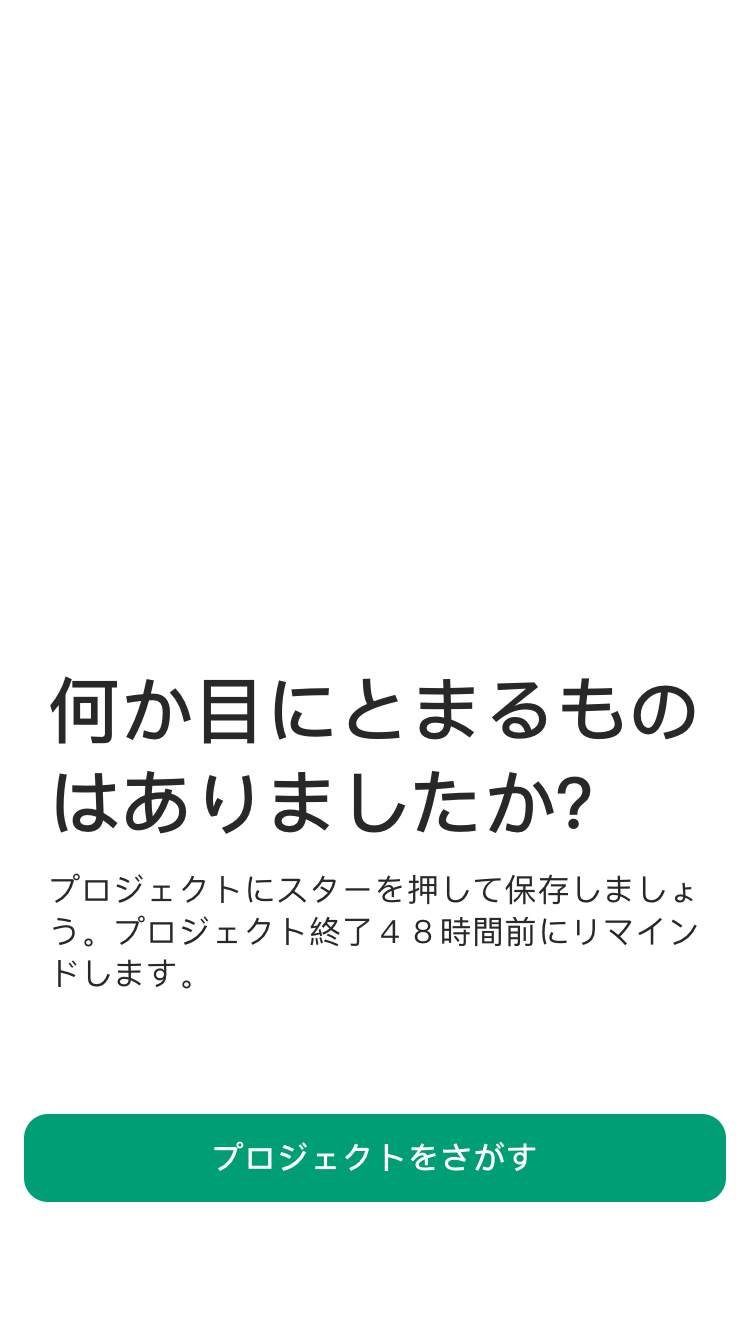 何か目にとまるもの
はありましたか?
プロジェクトにスターを押して保存しましょ
う。プロジェクト終了４８時間前にリマイン
ドします。
プロジェクトをさがす